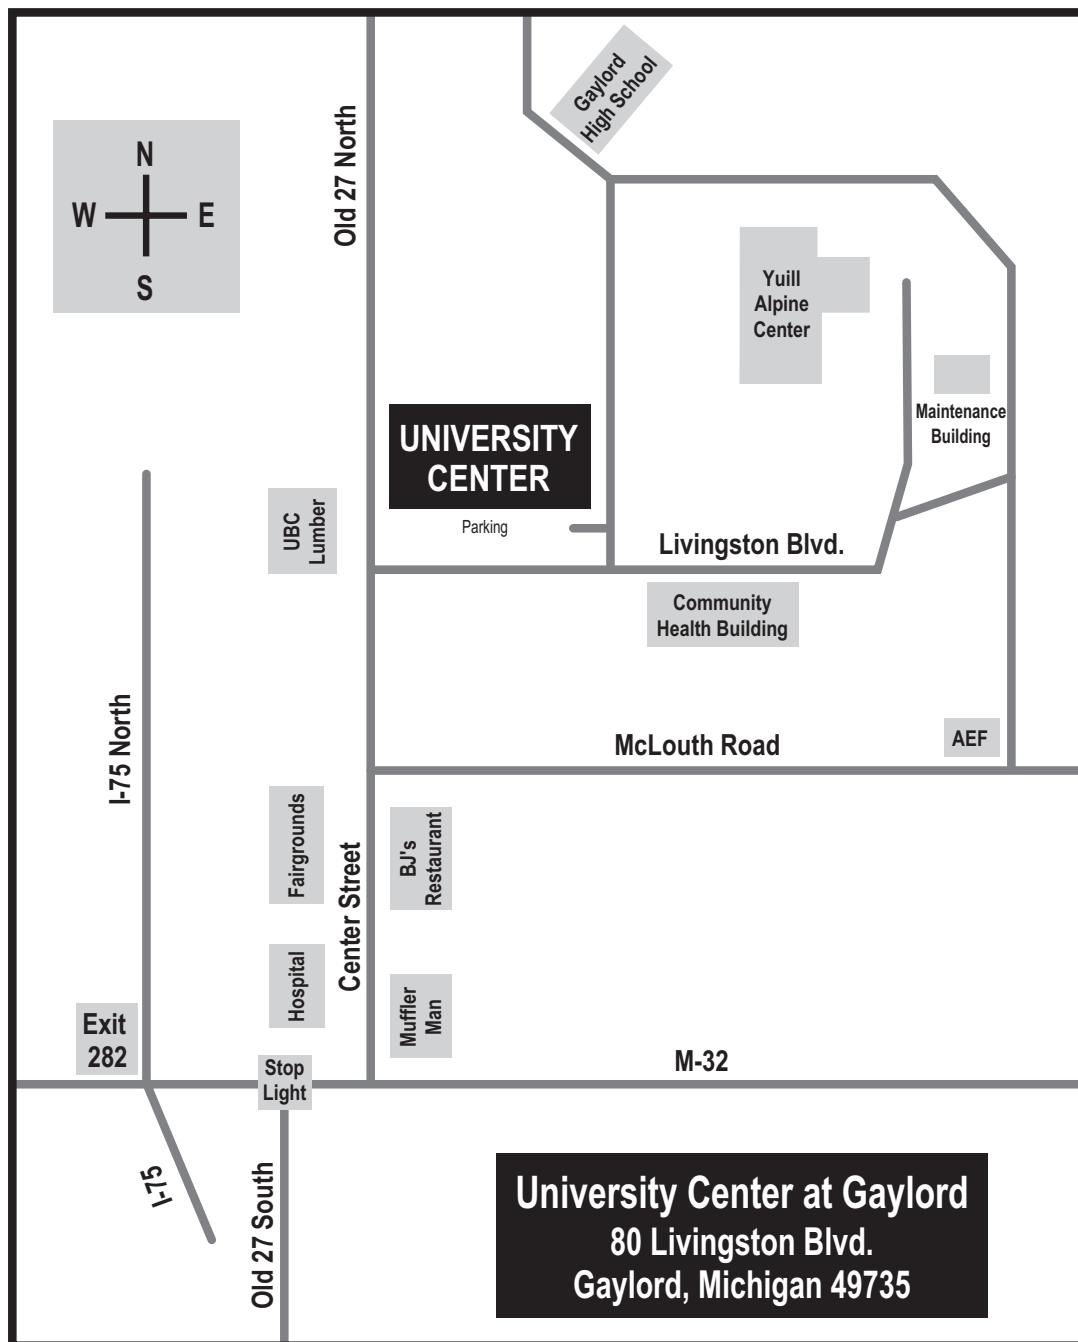 Gaylord
High School
Old 27 North
N
W
E
S
Yuill
Alpine
Center
Maintenance
Building
UNIVERSITY
CENTER
Parking
UBC
Lumber
Livingston Blvd.
Community
Health Building
I-75 North
McLouth Road
AEF
Fairgrounds
BJ's
Restaurant
Center Street
Hospital
Muffler
Man
Exit
282
Stop
Light
M-32
I-75
Old 27 South
University Center at Gaylord
80 Livingston Blvd.
Gaylord, Michigan 49735